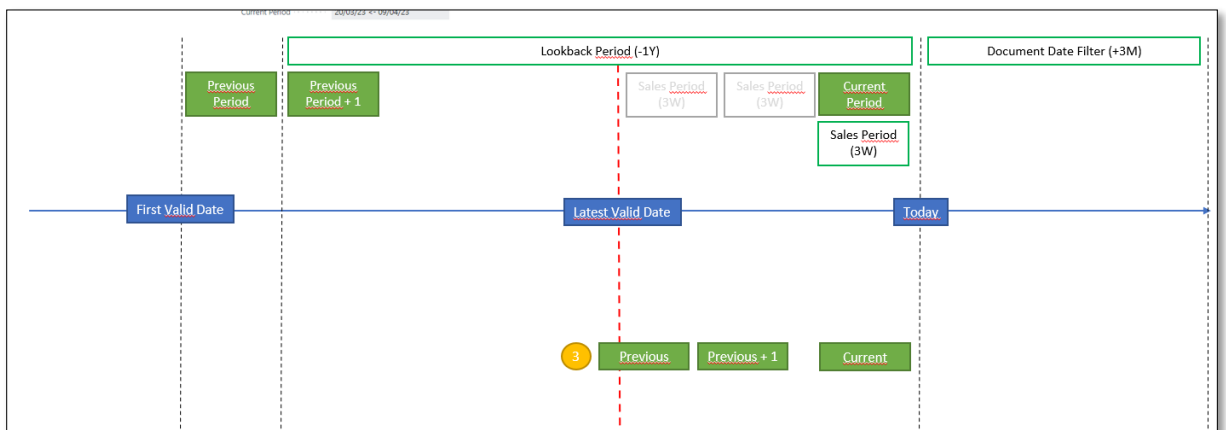 Current Period 20/03/23 <- 09/04/23
Lookback Period (-1Y)
Document Date Filter (+3M)
Previous
Period
Previous
Period + 1
Sales Period
(3W)
Sales Period
(3W)
Current
Period
Sales Period
(3W)
First Valid Date
Latest Valid Date
Today
3
Previous
Previous + 1
Current